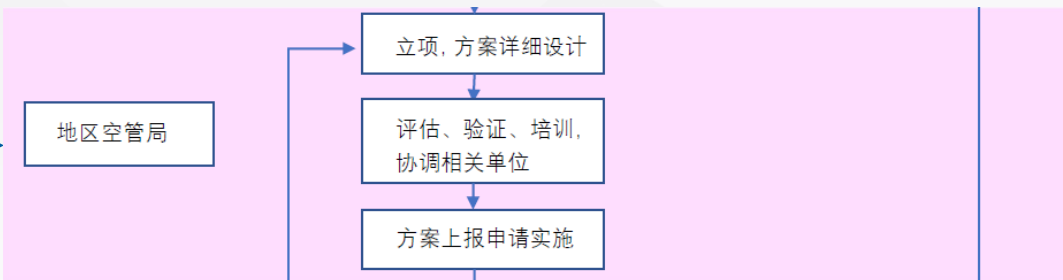 立项, 方案详细设计
地区空管局
评估、验证、培训,
协调相关单位
方案上报申请实施